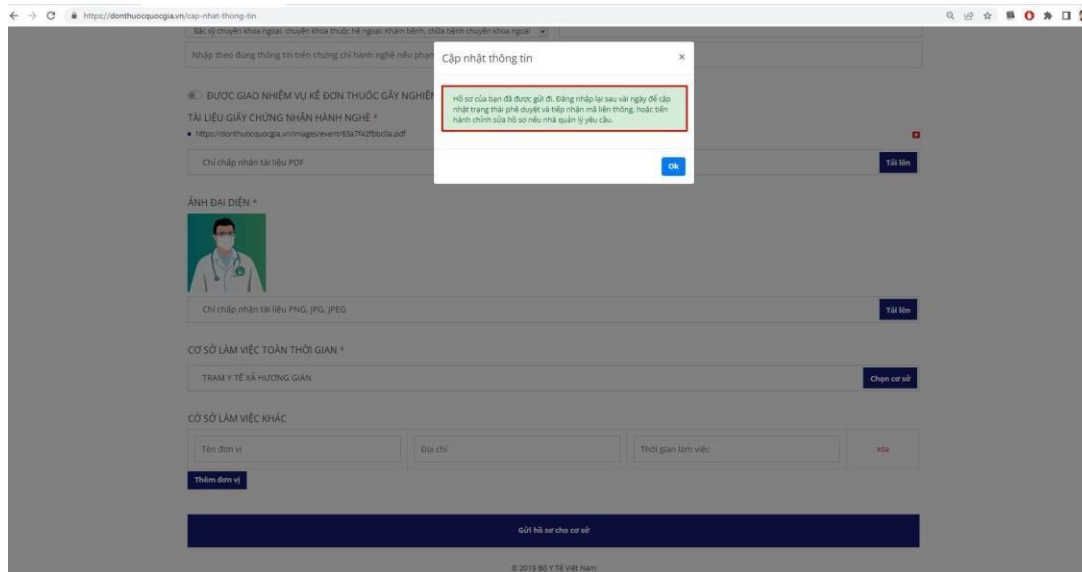 https://donthuocquocgia.vn/cap-nhat-thong-tin
Bác sỹ chuyên khoa ngoại, chuyên khoa thuộc hệ ngoại: Khám bệnh, chữa bệnh chuyên khoa ngoại
Nhập theo đúng thông tin trên chứng chỉ hành nghề nếu phạm
Cập nhật thông tin
×
Hồ sơ của bạn đã được gửi đi. Đăng nhập lại sau vài ngày để cập
nhật trạng thái phê duyệt và tiếp nhận mã liên thông, hoặc tiến
hành chỉnh sửa hồ sơ nếu nhà quản lý yêu cầu.
Ok
ĐƯỢC GIAO NHIỆM VỤ KÊ ĐƠN THUỐC GÂY NGHIỆN
TÀI LIỆU GIẤY CHỨNG NHẬN HÀNH NGHỀ *
https://donthuocquocgia.vn/images/event/63a7f42fbbc0a.pdf
Chỉ chấp nhận tài liệu PDF
Tải lên
ẢNH ĐẠI DIỆN *
Chỉ chấp nhận tài liệu PNG, JPG, JPEG
Tải lên
CƠ SỞ LÀM VIỆC TOÀN THỜI GIAN *
TRẠM Y TẾ XÃ HƯƠNG GIÁN
Chọn cơ sở
CỞ SỞ LÀM VIỆC KHÁC
Tên đơn vị
Địa chỉ
Thời gian làm việc
xóa
Thêm đơn vị
Gửi hồ sơ cho cơ sở
© 2019 Bộ Y Tế Việt Nam